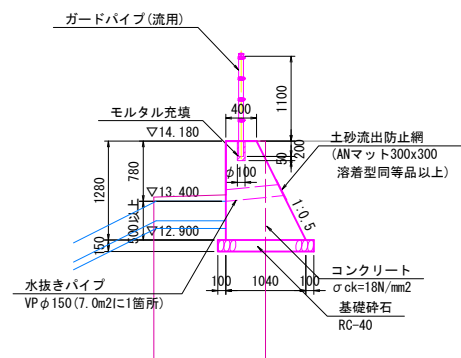 ガードパイプ(流用)
1100
モルタル充填
400
▽14.180
200
50
土砂流出防止網
(ANマット300x300
溶着型同等品以上)
φ100
1280
780
▽13.400
500以上
1:0.5
▽12.900
150
水抜きパイプ
VPφ150(7.0m2に1箇所)
100
1040
100
コンクリート
σck=18N/mm2
基礎砕石
RC-40